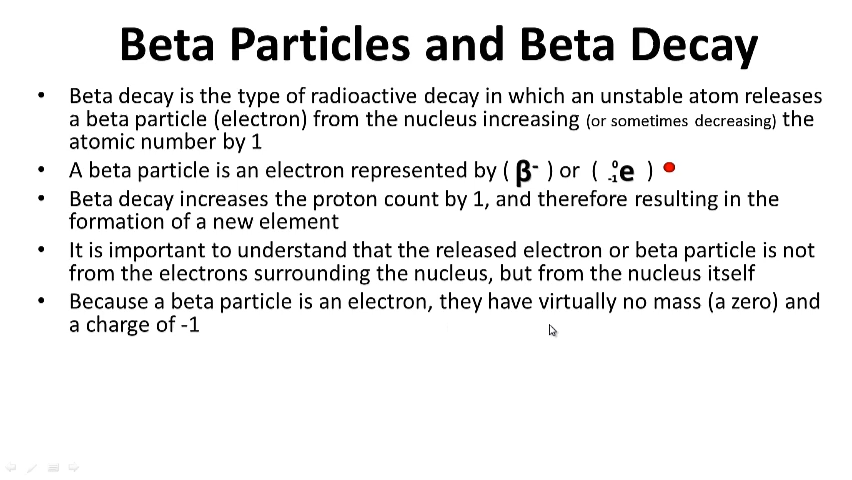 Beta Particles and Beta Decay
• Beta decay is the type of radioactive decay in which an unstable atom releases
a beta particle (electron) from the nucleus increasing (or sometimes decreasing) the
atomic number by 1
• A beta particle is an electron represented by ( β⁻ ) or ( ⁰₋₁e )
• Beta decay increases the proton count by 1, and therefore resulting in the
formation of a new element
• It is important to understand that the released electron or beta particle is not
from the electrons surrounding the nucleus, but from the nucleus itself
• Because a beta particle is an electron, they have virtually no mass (a zero) and
a charge of -1